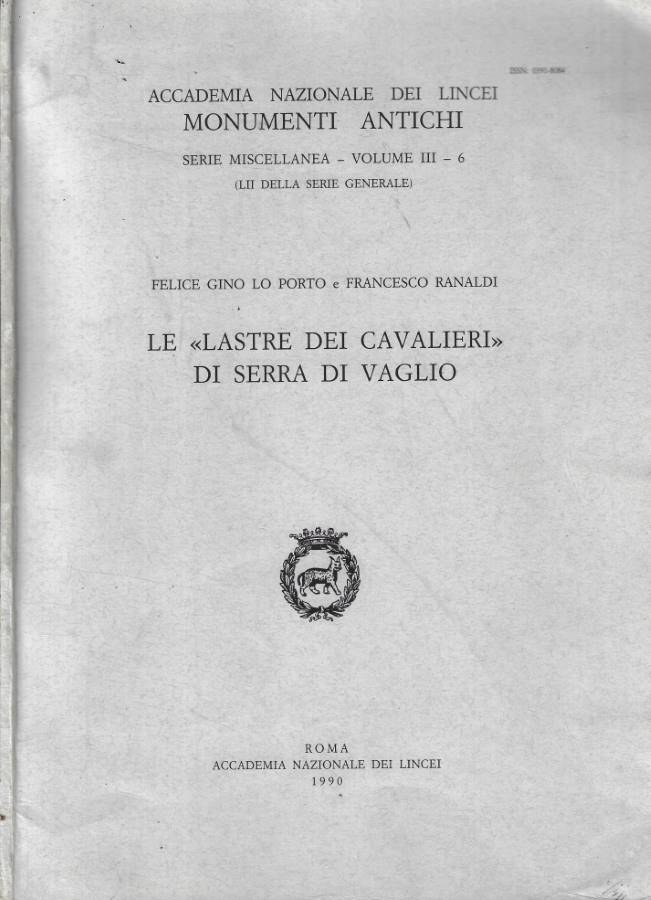 ACCADEMIA NAZIONALE DEI LINCEI
MONUMENTI ANTICHI
SERIE MISCELLANEA – VOLUME III – 6
(LII DELLA SERIE GENERALE)
FELICE GINO LO PORTO e FRANCESCO RANALDI
LE «LASTRE DEI CAVALIERI»
DI SERRA DI VAGLIO
ROMA
ACCADEMIA NAZIONALE DEI LINCEI
1990